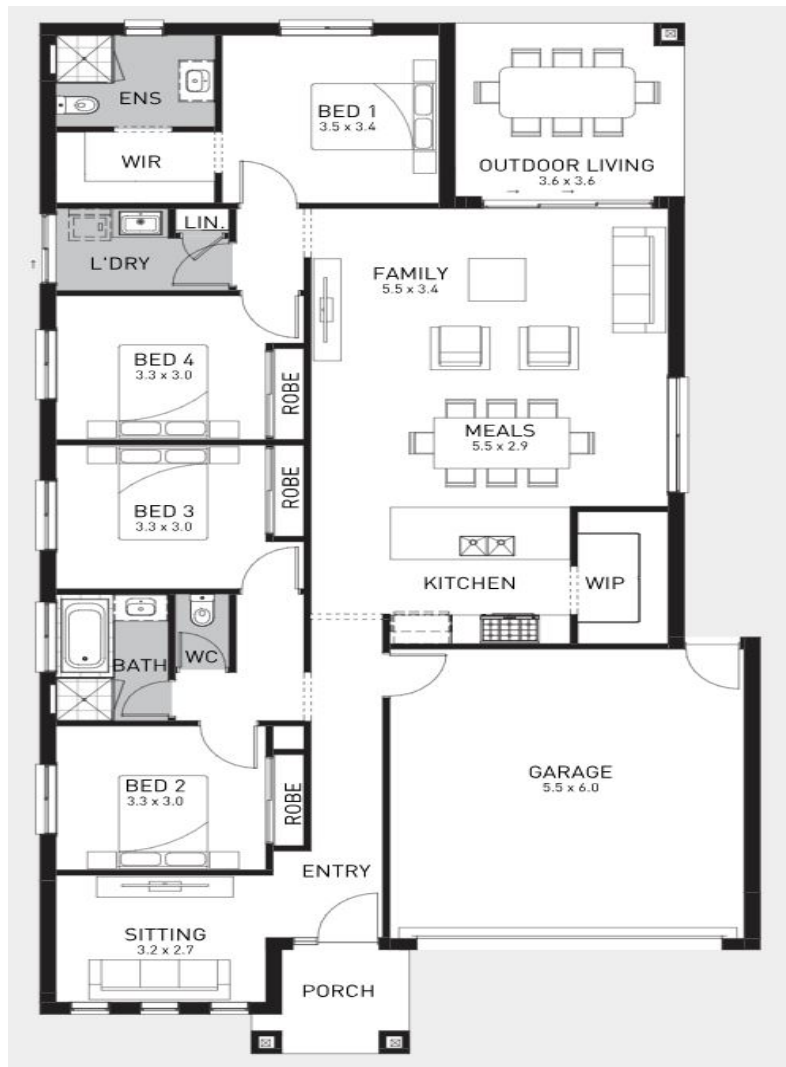 ENS
BED 1
3.5 x 3.4
WIR
OUTDOOR LIVING
3.6 x 3.6
LIN.
L'DRY
FAMILY
5.5 x 3.4
BED 4
3.3 x 3.0
ROBE
MEALS
5.5 x 2.9
BED 3
3.3 x 3.0
ROBE
KITCHEN
WIP
BATH
WC
BED 2
3.3 x 3.0
ROBE
GARAGE
5.5 x 6.0
ENTRY
SITTING
3.2 x 2.7
PORCH